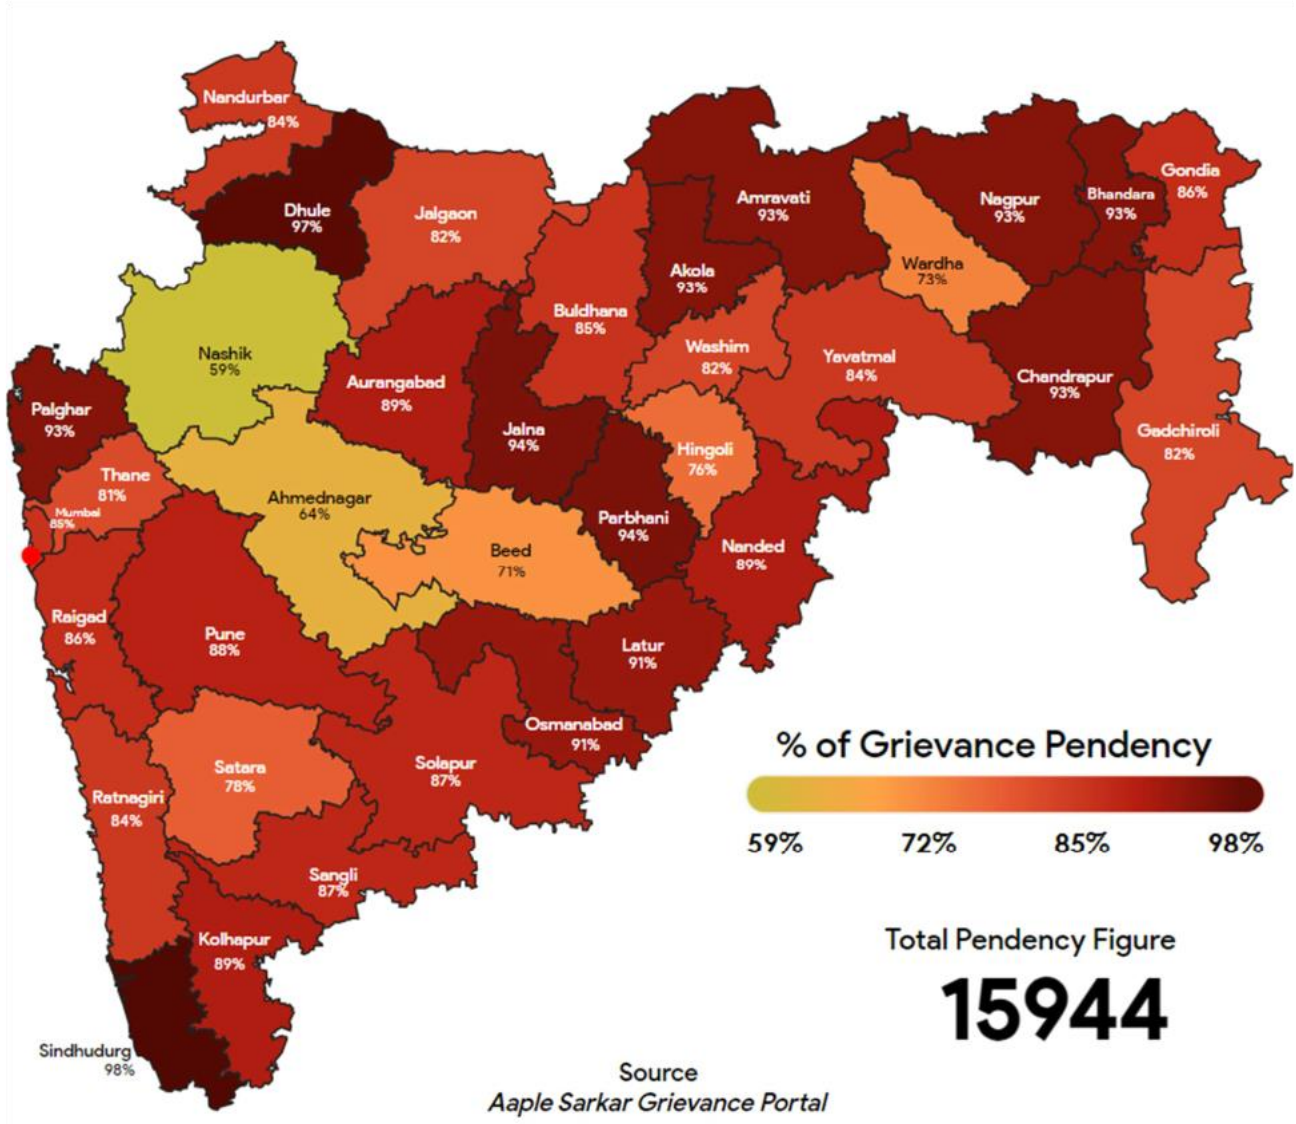 Nandurbar
84%
Dhule
97%
Jalgaon
82%
Amravati
93%
Nagpur
93%
Bhandara
93%
Gondia
86%
Wardha
73%
Akola
93%
Buldhana
85%
Nashik
59%
Aurangabad
89%
Washim
82%
Yavatmal
84%
Chandrapur
93%
Palghar
93%
Jalna
94%
Gadchiroli
82%
Hingoli
76%
Thane
81%
Mumbai
85%
Ahmednagar
64%
Parbhani
94%
Beed
71%
Nanded
89%
Raigad
86%
Pune
88%
Latur
91%
Osmanabad
91%
Satara
78%
Solapur
87%
Ratnagiri
84%
Sangli
87%
Kolhapur
89%
Sindhudurg
98%
% of Grievance Pendency
59% 72% 85% 98%
Total Pendency Figure
15944
Source
Aaple Sarkar Grievance Portal